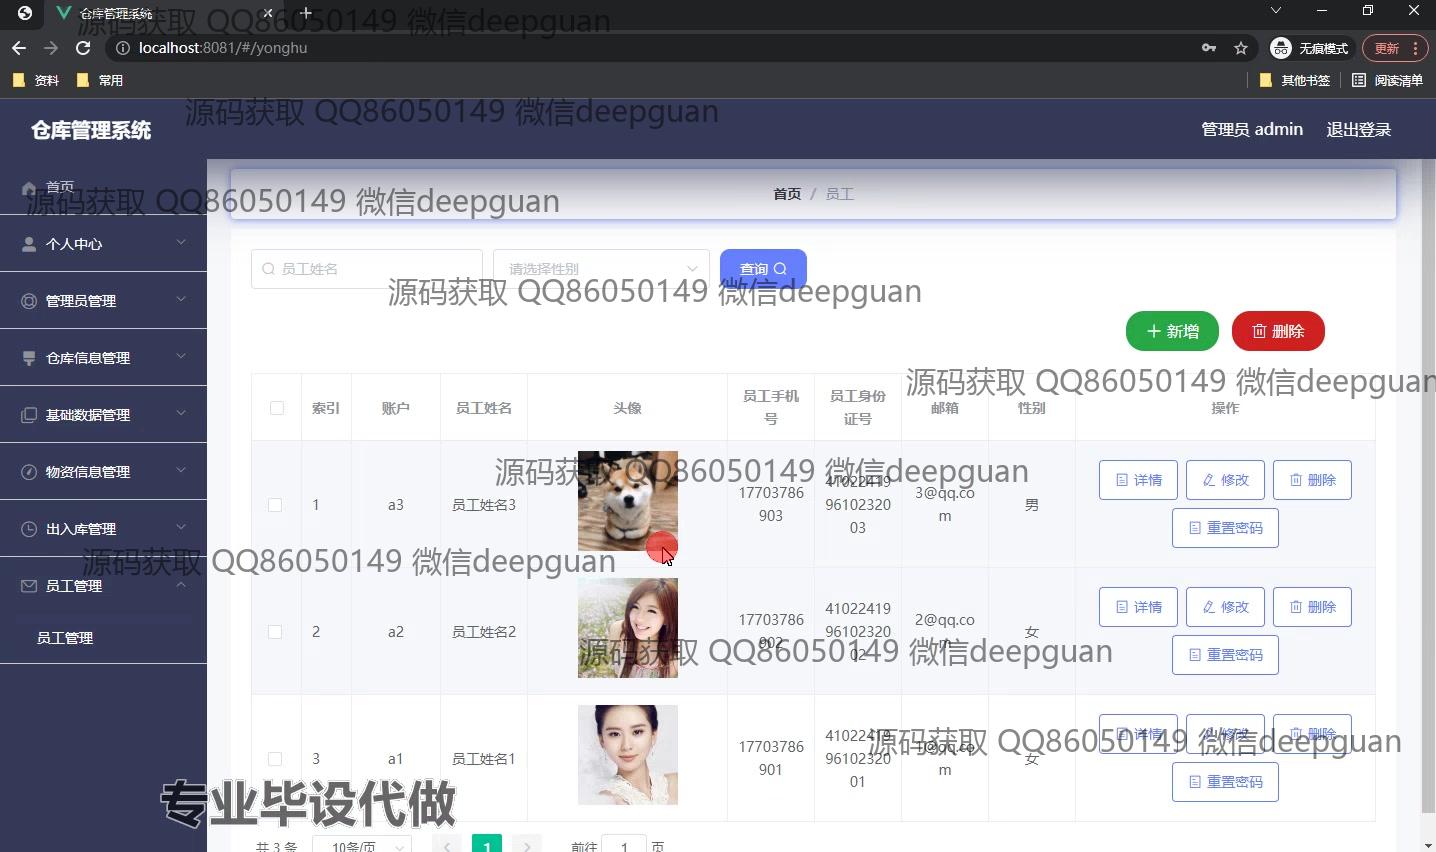 仓库管理系统
localhost:8081/#/yonghu
无痕模式
更新
资料
常用
其他书签
阅读清单
源码获取 QQ86050149 微信deepguan
源码获取 QQ86050149 微信deepguan
仓库管理系统
管理员 admin
退出登录
首页
源码获取 QQ86050149 微信deepguan
首页 / 员工
个人中心
管理员管理
仓库信息管理
基础数据管理
物资信息管理
出入库管理
员工管理
员工管理
员工姓名
请选择性别
查询
源码获取 QQ86050149 微信deepguan
新增
删除
源码获取 QQ86050149 微信deepguan
索引 账户 员工姓名 头像 员工手机号 员工身份证号 邮箱 性别 操作
源码获取 QQ86050149 微信deepguan
1 a3 员工姓名3 17703786903 410224199610232003 3@qq.com 男 详情 修改 删除
重置密码
源码获取 QQ86050149 微信deepguan
2 a2 员工姓名2 17703786902 410224199610232002 2@qq.com 女 详情 修改 删除
重置密码
源码获取 QQ86050149 微信deepguan
3 a1 员工姓名1 17703786901 410224199610232001 1@qq.com 女 详情 修改 删除
重置密码
源码获取 QQ86050149 微信deepguan
专业毕设代做
共 3 条 10条/页 1 前往 1 页